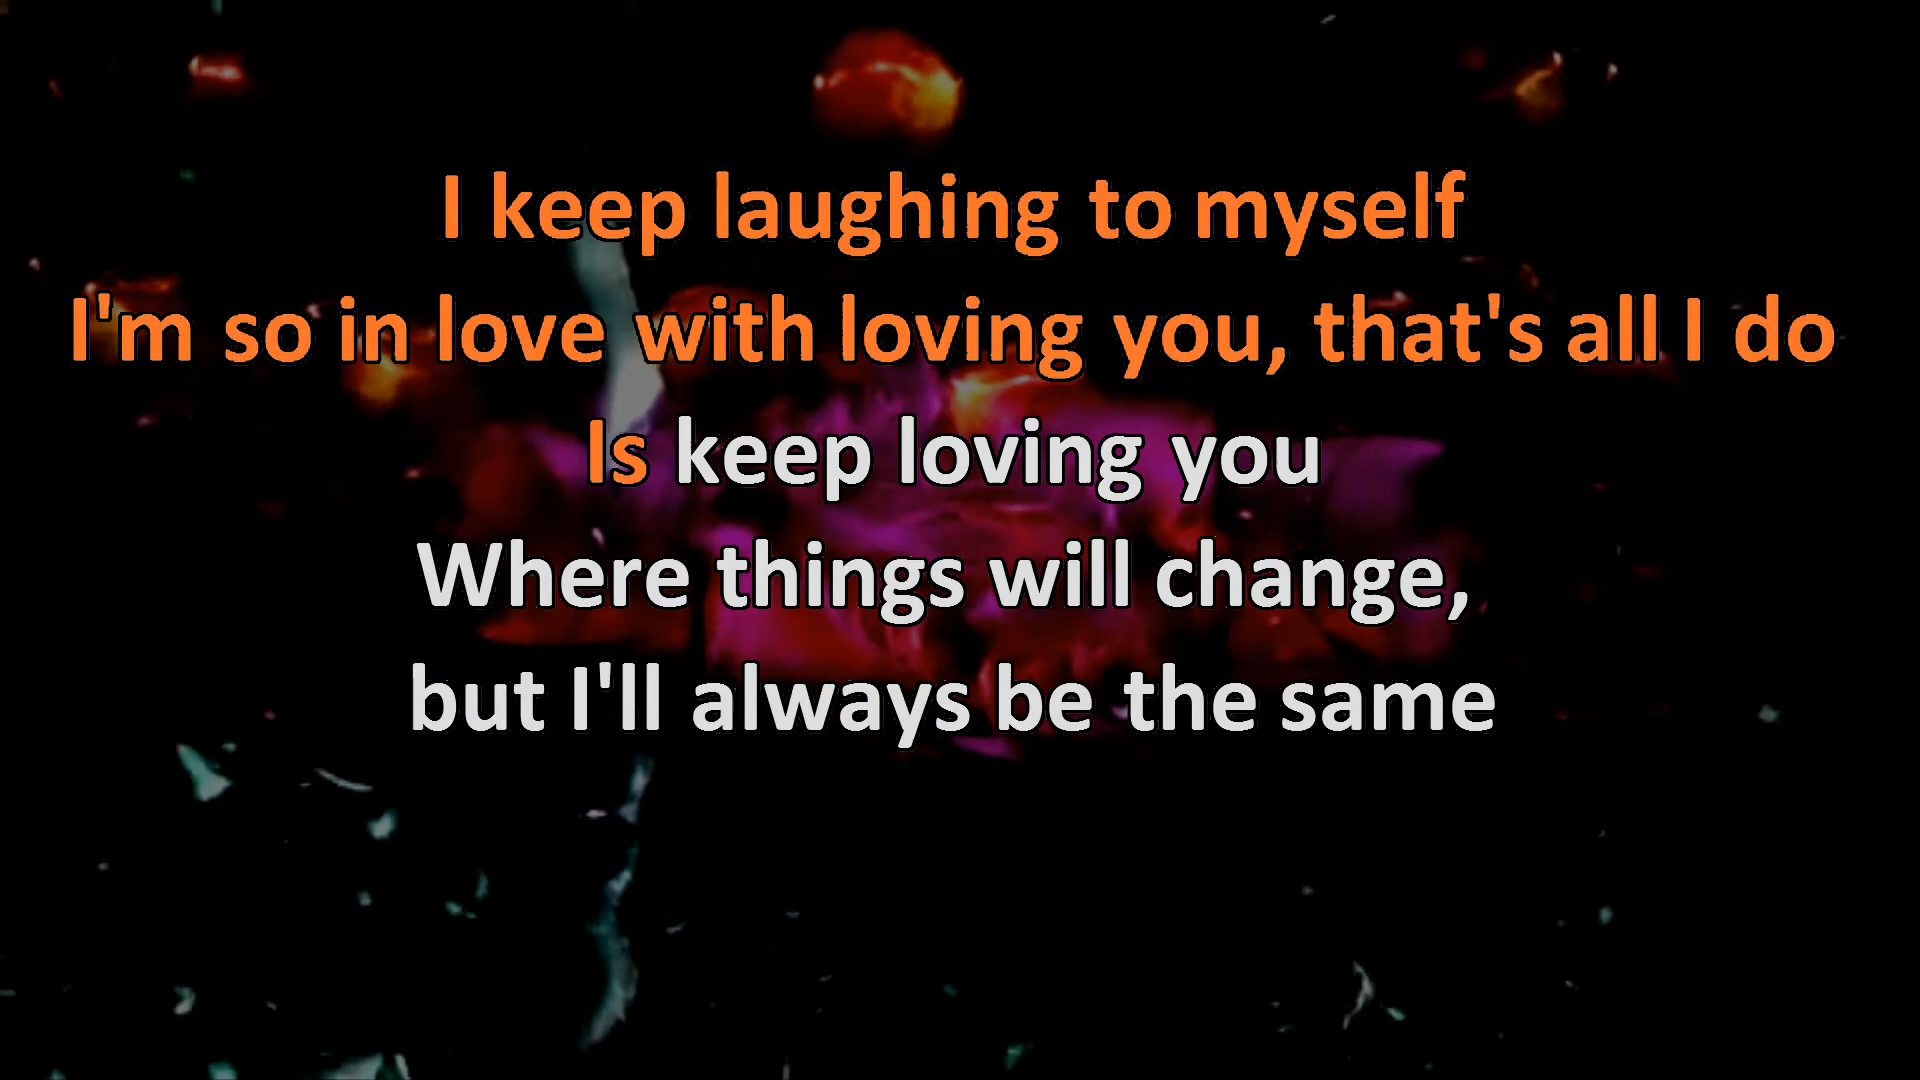 I keep laughing to myself
I'm so in love with loving you, that's all I do
Is keep loving you
Where things will change,
but I'll always be the same